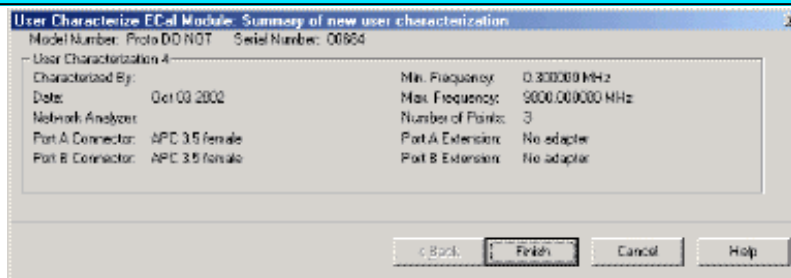 User Characterize ECal Module: Summary of new user characterization
Model Number: Proto DO NOT Serial Number: 00664
User Characterization 4
Characterized By:
Min. Frequency: 0.300000 MHz
Date: Oct 03 2002
Max. Frequency: 9000.000000 MHz
Network Analyzer:
Number of Points: 3
Port A Connector: APC 3.5 female
Port A Extension: No adapter
Port B Connector: APC 3.5 female
Port B Extension: No adapter
< Back Finish Cancel Help